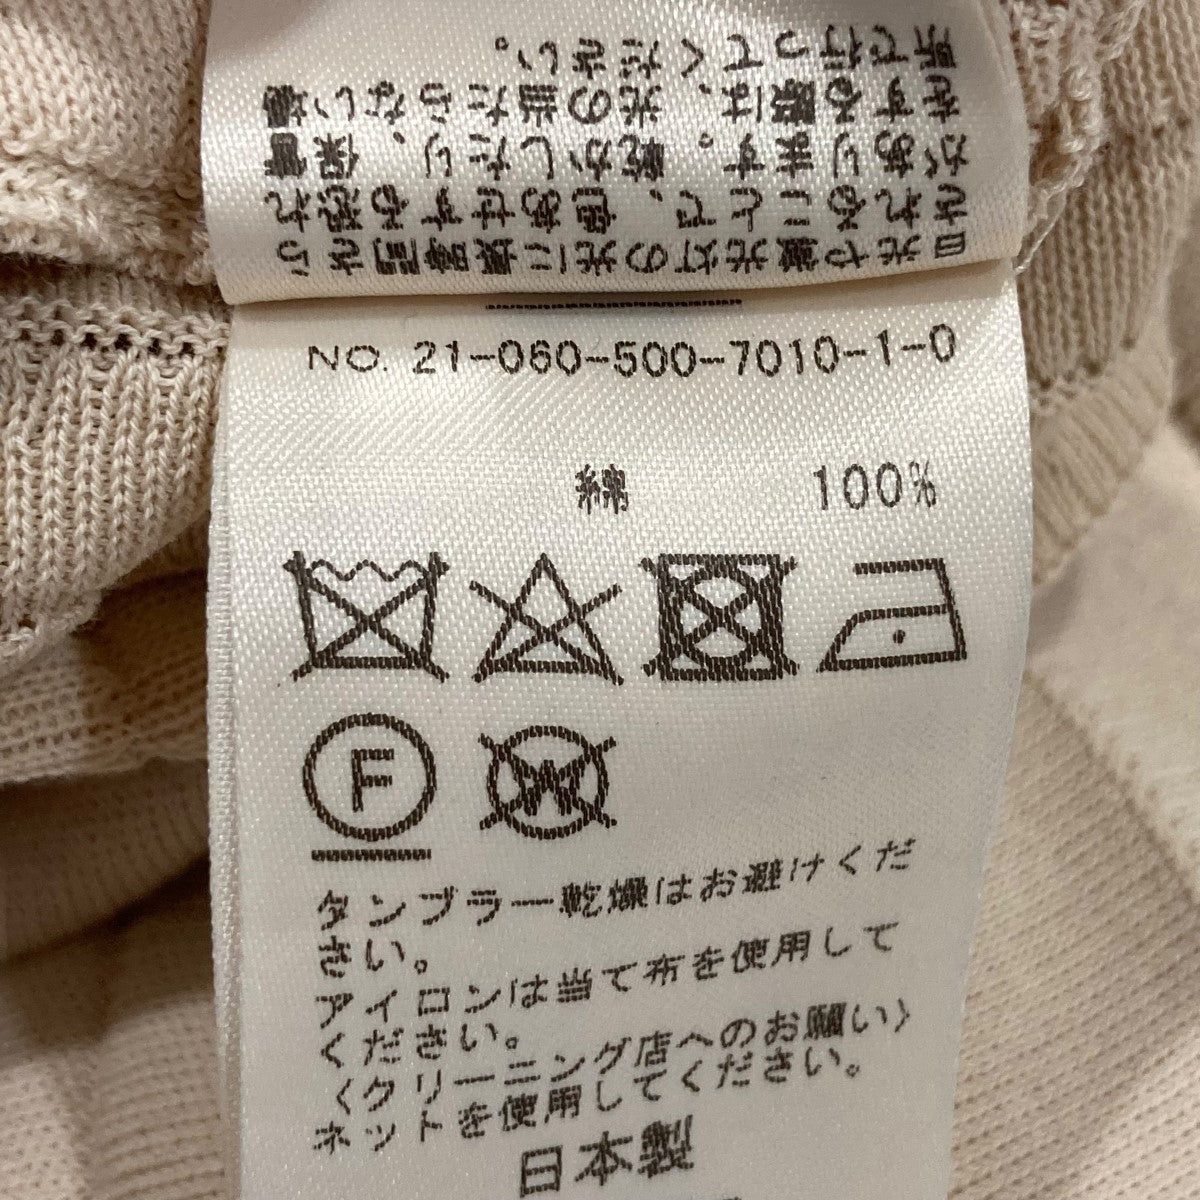 日光や蛍光灯の光に長時間さら
されることで、色あせする恐れ
があります。乾かしたり、保管
をする際は、光の当たらない場
所で行ってください。
NO. 21-060-500-7010-1-0
綿 100%
F
W
タンブラー乾燥はお避けくだ
さい。
アイロンは当て布を使用して
ください。
〈クリーニング店へのお願い〉
ネットを使用してください。
日本製